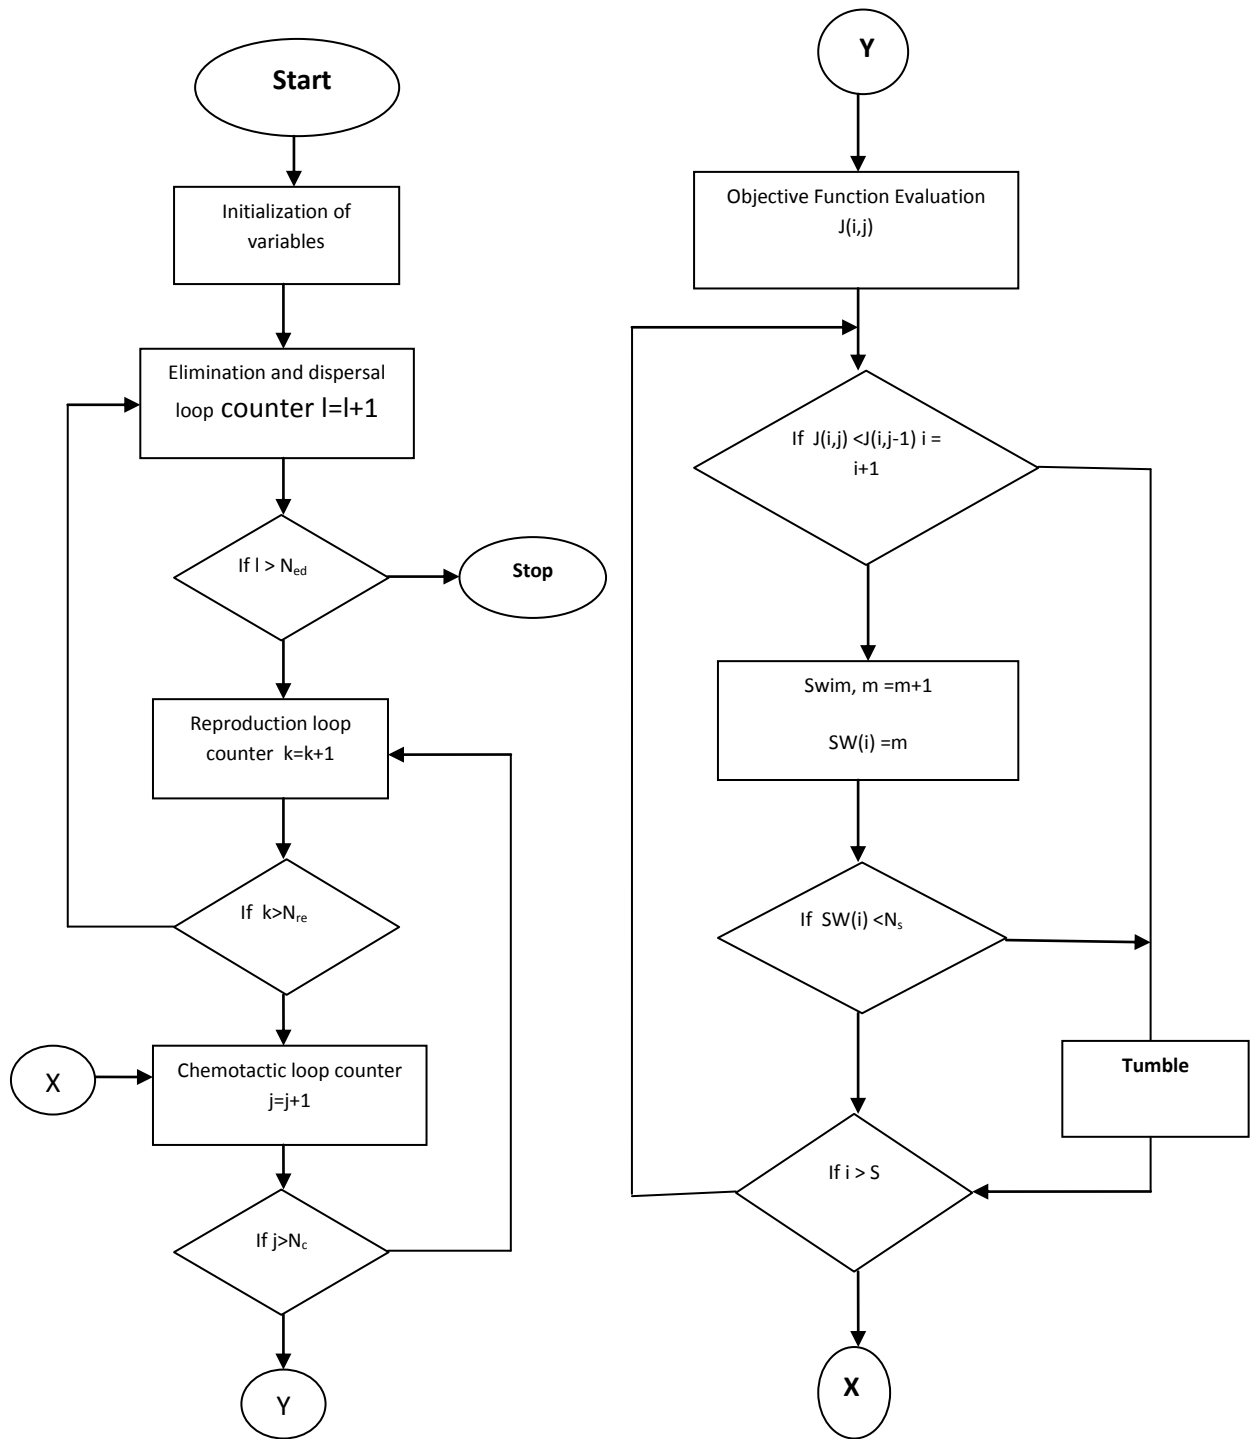 Start
Initialization of
variables
Elimination and dispersal
loop counter l=l+1
If l > Ned
Stop
Reproduction loop
counter k=k+1
If k>Nre
X
Chemotactic loop counter
j=j+1
If j>Nc
Y
Y
Objective Function Evaluation
J(i,j)
If J(i,j) <J(i,j-1) i =
i+1
Swim, m =m+1
SW(i) =m
If SW(i) <Ns
Tumble
If i > S
X